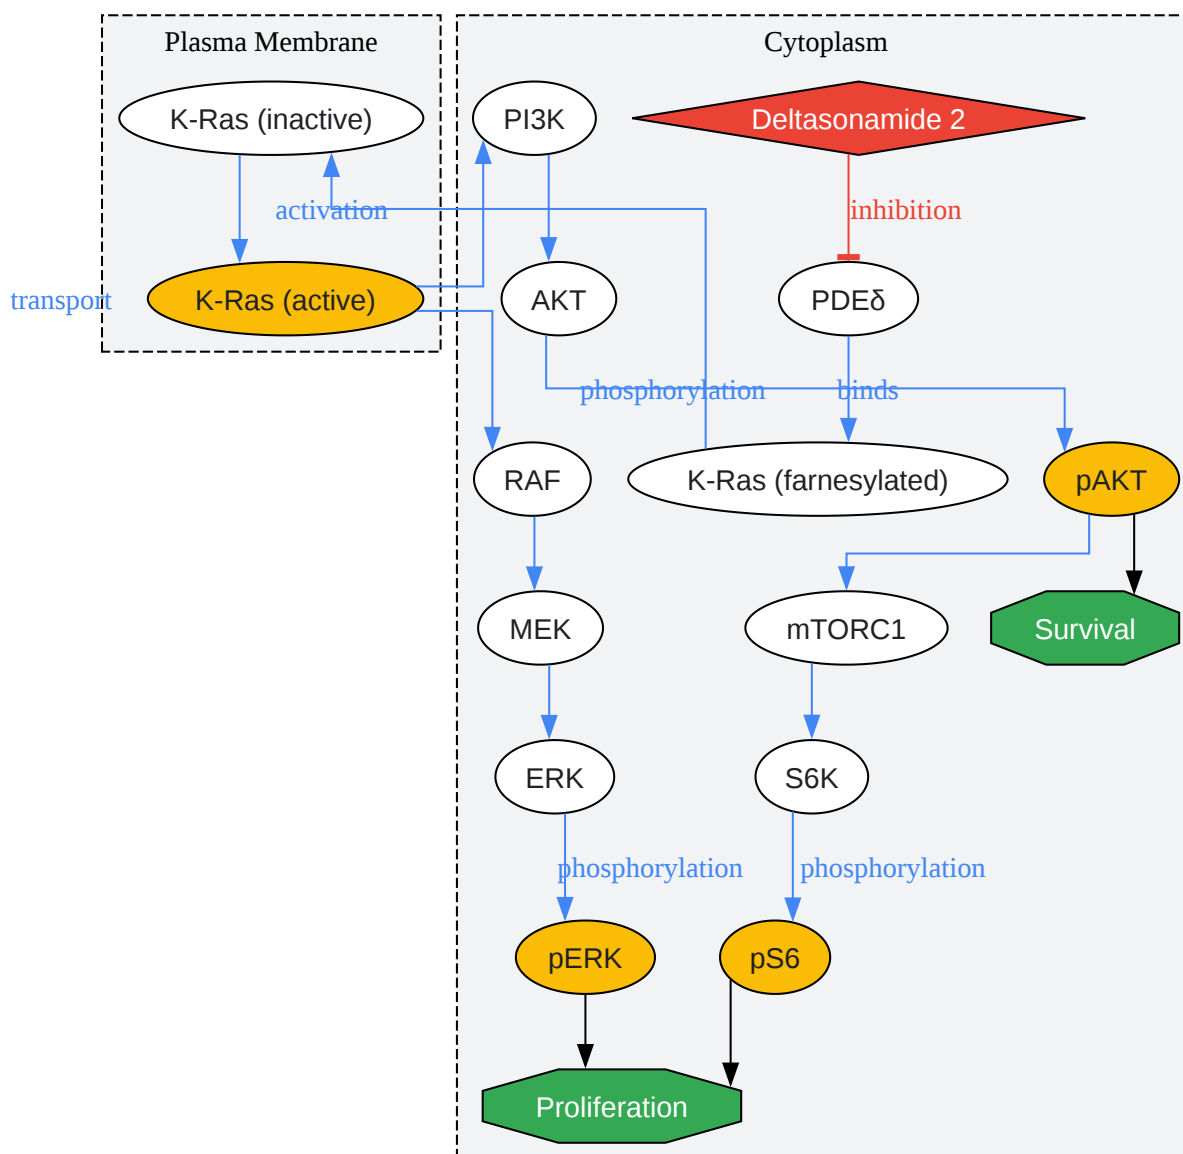 Plasma Membrane
Cytoplasm
K-Ras (inactive)
PI3K
Deltasonamide 2
activation
inhibition
transport
K-Ras (active)
AKT
PDEδ
phosphorylation
binds
RAF
K-Ras (farnesylated)
pAKT
MEK
mTORC1
Survival
ERK
S6K
phosphorylation
phosphorylation
pERK
pS6
Proliferation